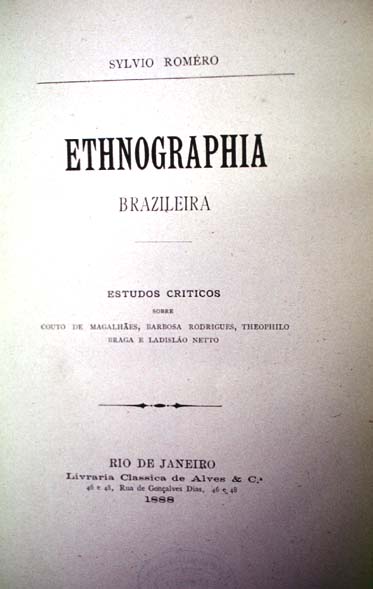 SYLVIO ROMÉRO
ETHNOGRAPHIA
BRAZILEIRA
ESTUDOS CRITICOS
SOBRE
COUTO DE MAGALHÃES, BARBOSA RODRIGUES, THEOPHILO
BRAGA E LADISLÁO NETTO
RIO DE JANEIRO
Livraria Classica de Alves & C.ª
46 e 48, Rua de Gonçalves Dias, 46 e 48
1888